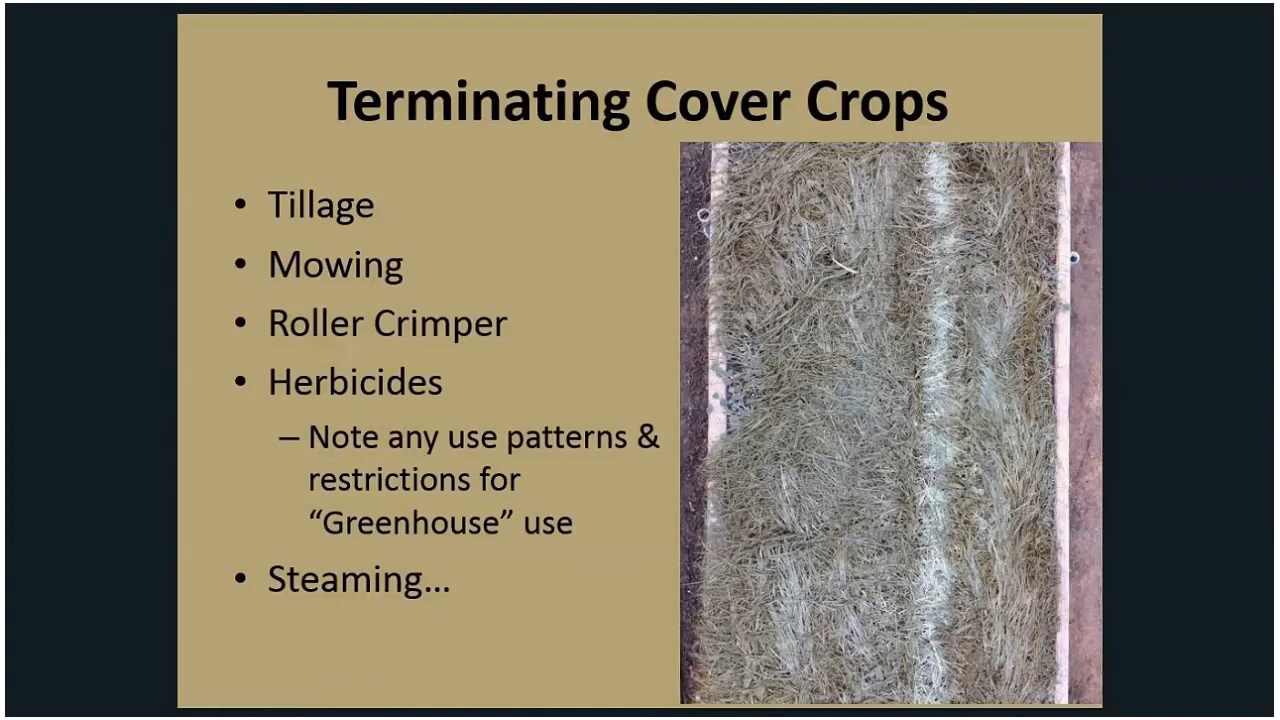 Terminating Cover Crops
• Tillage
• Mowing
• Roller Crimper
• Herbicides
– Note any use patterns &
restrictions for
“Greenhouse” use
• Steaming…